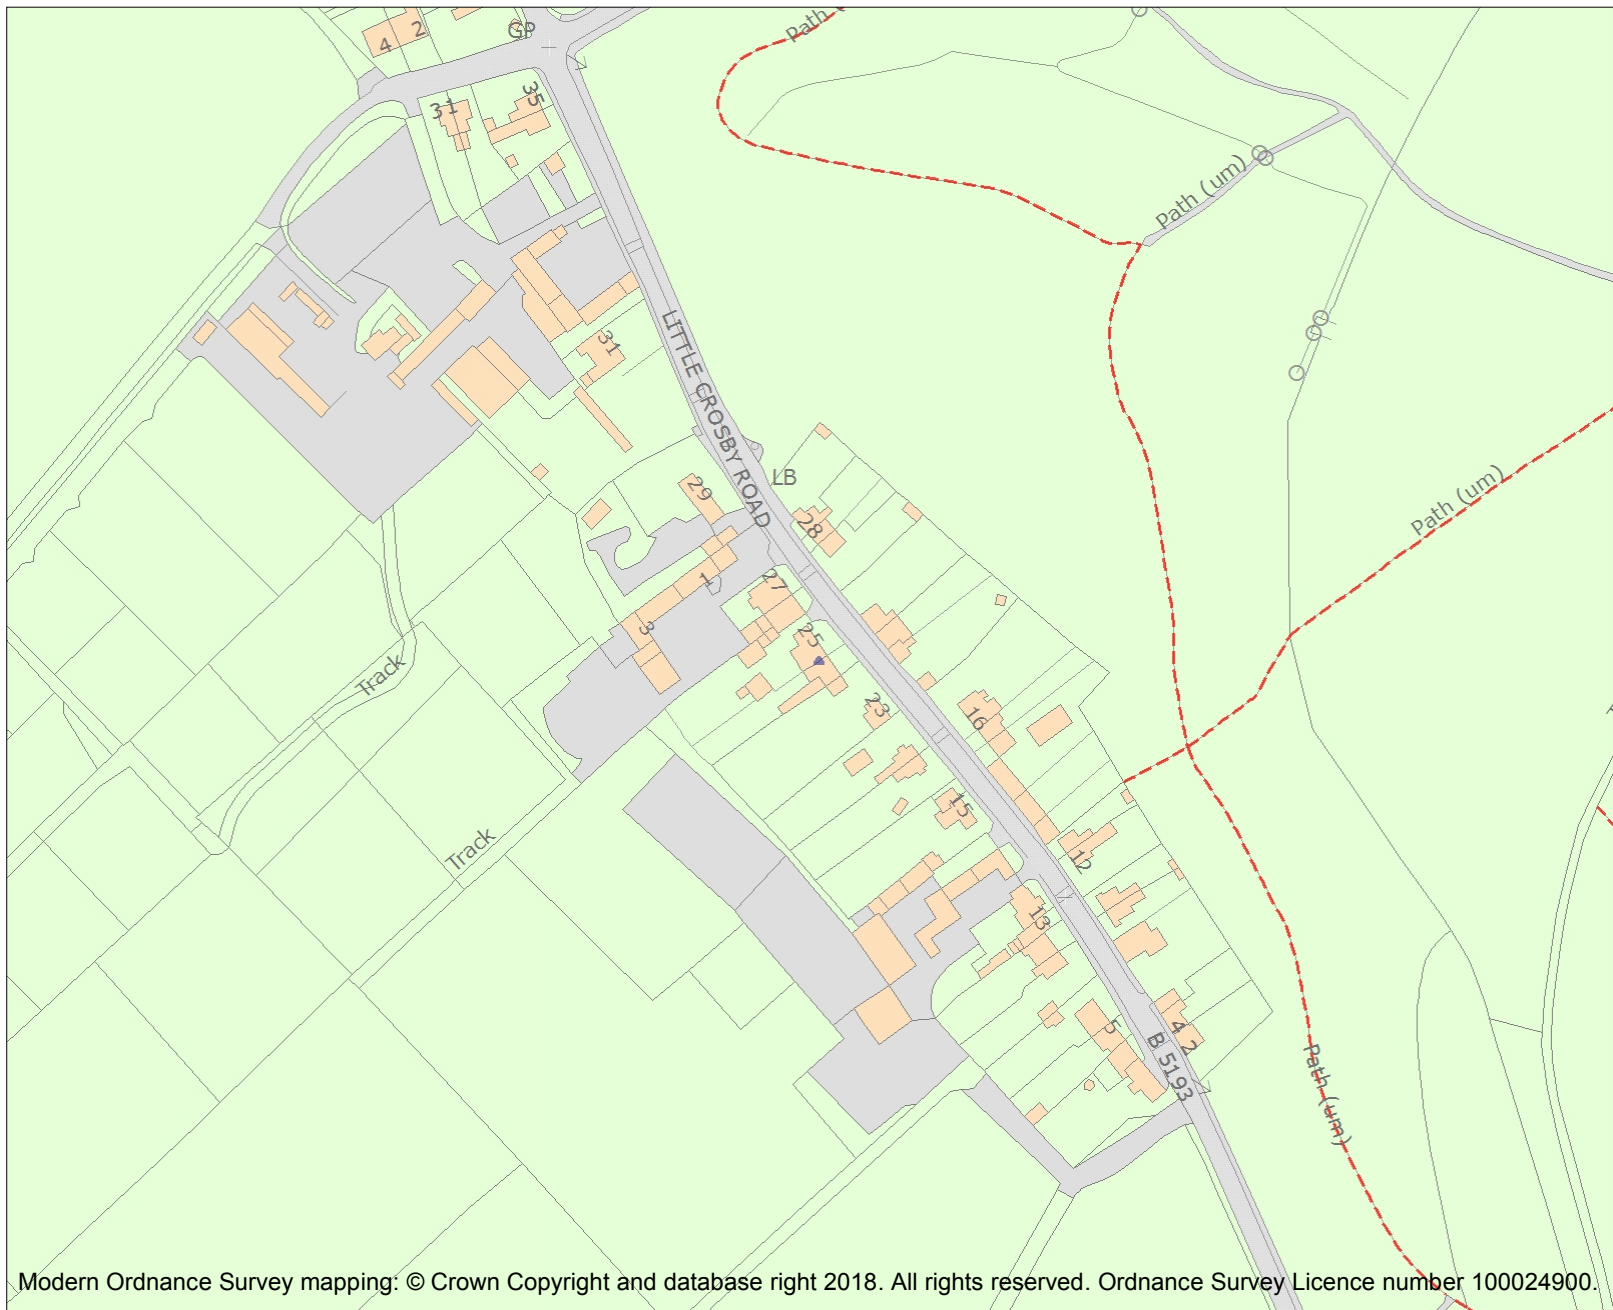 4 2
GP
Path (
31
35
Path (um)
31
LITTLE CROSBY ROAD
LB
29
28
Path (um)
1
27
3
25
Track
23
16
15
Track
12
13
5
4
2
B 5193
Path (um)
Modern Ordnance Survey mapping: © Crown Copyright and database right 2018. All rights reserved. Ordnance Survey Licence number 100024900.